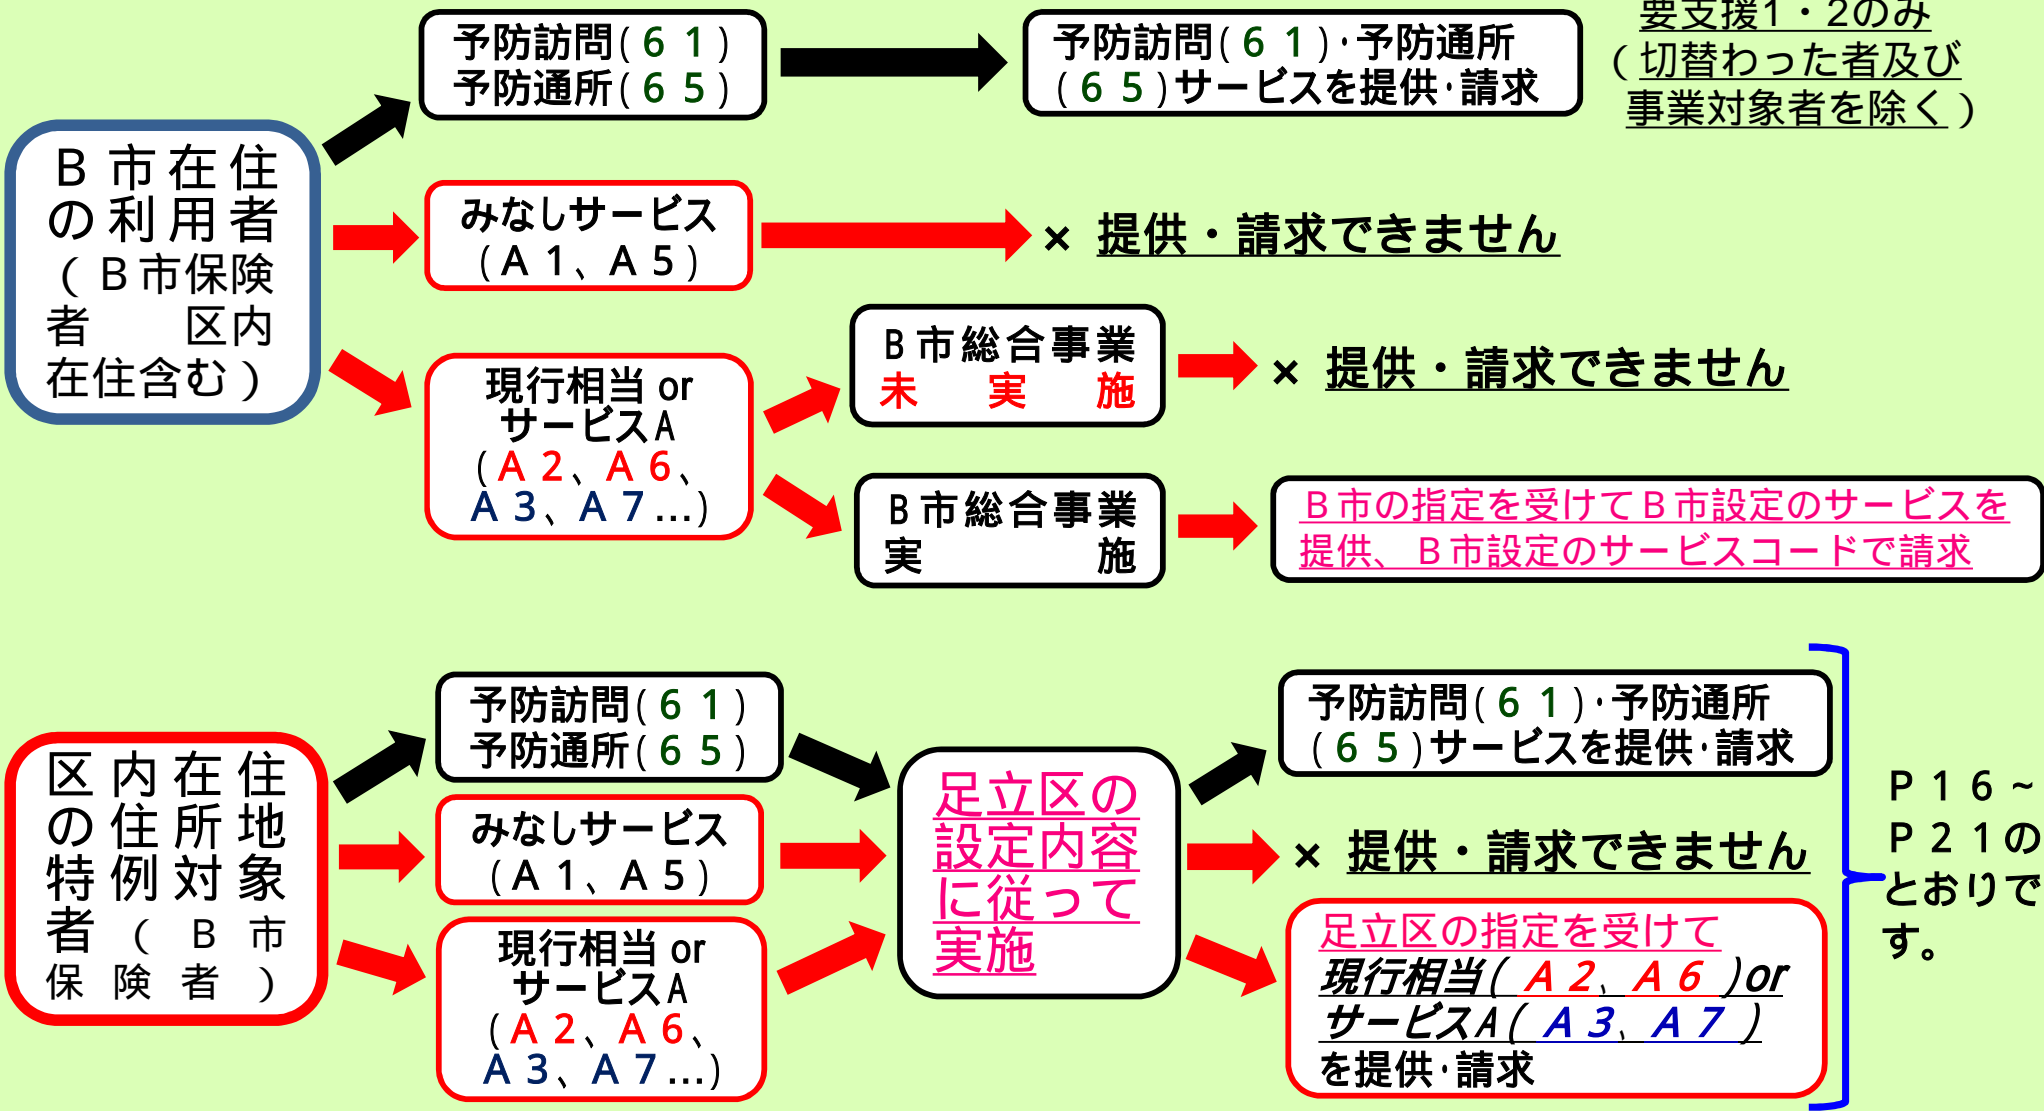 要支援1・2のみ
（切替わった者及び
事業対象者を除く）
予防訪問(６１)
予防通所(６５)
予防訪問(６１)･予防通所
(６５)サービスを提供･請求
Ｂ市在住
の利用者
（Ｂ市保険
者　区内
在住含む）
みなしサービス
(Ａ１、Ａ５)
× 提供・請求できません
現行相当 or
サービスA
(Ａ２、Ａ６、
Ａ３、Ａ７…)
B市総合事業
未実施
× 提供・請求できません
B市総合事業
実施
Ｂ市の指定を受けてＢ市設定のサービスを
提供、Ｂ市設定のサービスコードで請求
区内在住
の住所地
特例対象
者（Ｂ市
保険者）
予防訪問(６１)
予防通所(６５)
みなしサービス
(Ａ１、Ａ５)
現行相当 or
サービスA
(Ａ２、Ａ６、
Ａ３、Ａ７…)
足立区の
設定内容
に従って
実施
予防訪問(６１)･予防通所
(６５)サービスを提供･請求
× 提供・請求できません
足立区の指定を受けて
現行相当(Ａ２、Ａ６)or
サービスA(Ａ３、Ａ７)
を提供･請求
Ｐ１６～
Ｐ２１の
とおりで
す。